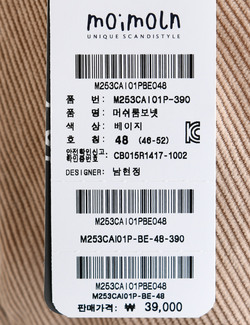 moimoln
UNIQUE SCANDISTYLE
M253CAI01PBE048
품 번: M253CAI01P-390
품 명: 머쉬룸보넷
색 상: 베이지
호 칭: 48 (46-52)
안전확인신고
확인증번호: CB015R1417-1002
DESIGNER: 남현정
M253CAI01PBE048
M253CAI01P-BE-48-390
M253CAI01PBE048
M253CAI01P-BE-48
판매가격: ₩ 39,000